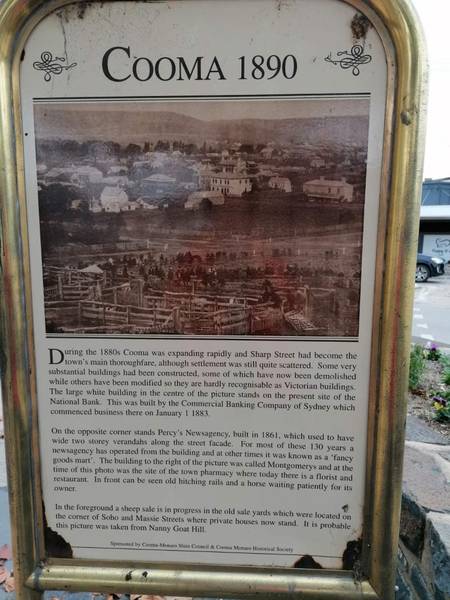 COOMA 1890
During the 1880s Cooma was expanding rapidly and Sharp Street had become the
town's main thoroughfare, although settlement was still quite scattered. Some very
substantial buildings had been constructed, some of which have now been demolished
while others have been modified so they are hardly recognisable as Victorian buildings.
The large white building in the centre of the picture stands on the present site of the
National Bank. This was built by the Commercial Banking Company of Sydney which
commenced business there on January 1 1883.
On the opposite corner stands Percy's Newsagency, built in 1861, which used to have
wide two storey verandahs along the street facade. For most of these 130 years a
newsagency has operated from the building and at other times it was known as a 'fancy
goods mart'. The building to the right of the picture was called Montgomerys and at the
time of this photo was the site of the town pharmacy where today there is a florist and
restaurant. In front can be seen old hitching rails and a horse waiting patiently for its
owner.
In the foreground a sheep sale is in progress in the old sale yards which were located on
the corner of Soho and Massie Streets where private houses now stand. It is probable
this picture was taken from Nanny Goat Hill.
Sponsored by Cooma-Monaro Shire Council & Cooma Monaro Historical Society